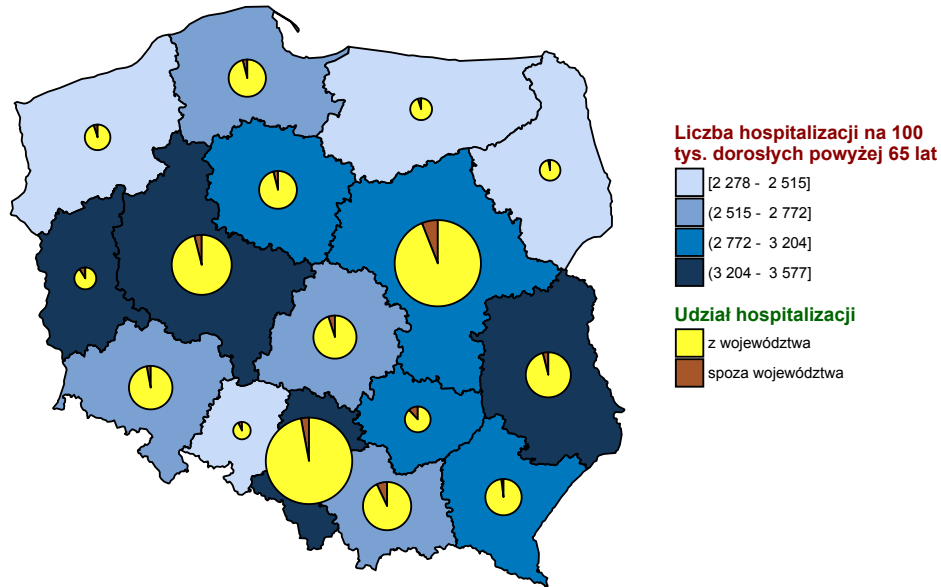 Liczba hospitalizacji na 100
tys. dorosłych powyżej 65 lat
[2 278 - 2 515]
(2 515 - 2 772]
(2 772 - 3 204]
(3 204 - 3 577]
Udział hospitalizacji
z województwa
spoza województwa